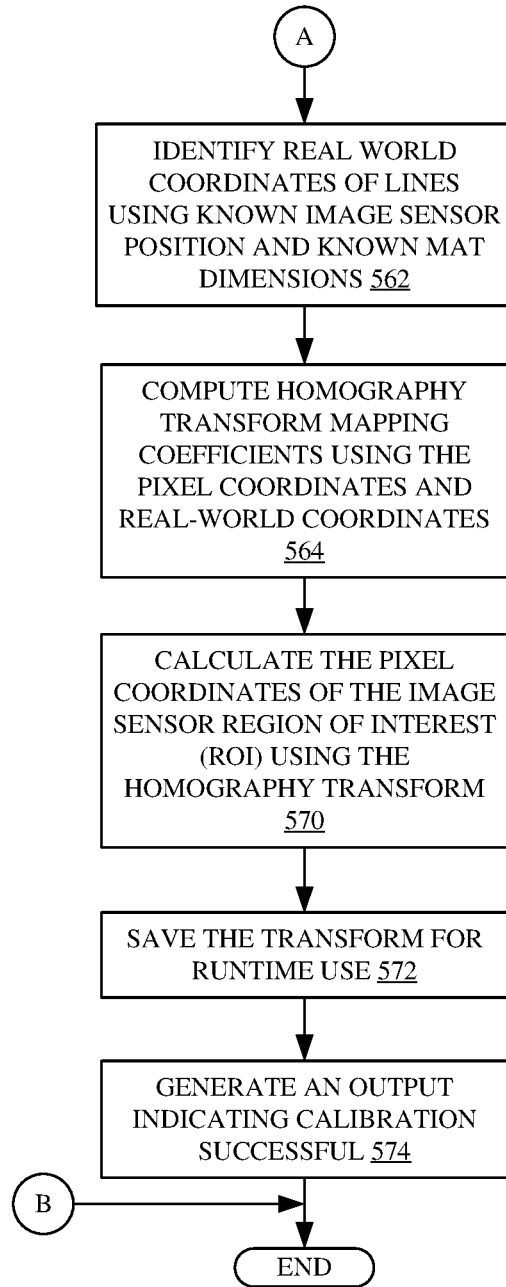 A
IDENTIFY REAL WORLD
COORDINATES OF LINES
USING KNOWN IMAGE SENSOR
POSITION AND KNOWN MAT
DIMENSIONS 562
COMPUTE HOMOGRAPHY
TRANSFORM MAPPING
COEFFICIENTS USING THE
PIXEL COORDINATES AND
REAL-WORLD COORDINATES
564
CALCULATE THE PIXEL
COORDINATES OF THE IMAGE
SENSOR REGION OF INTEREST
(ROI) USING THE
HOMOGRAPHY TRANSFORM
570
SAVE THE TRANSFORM FOR
RUNTIME USE 572
GENERATE AN OUTPUT
INDICATING CALIBRATION
SUCCESSFUL 574
B
END